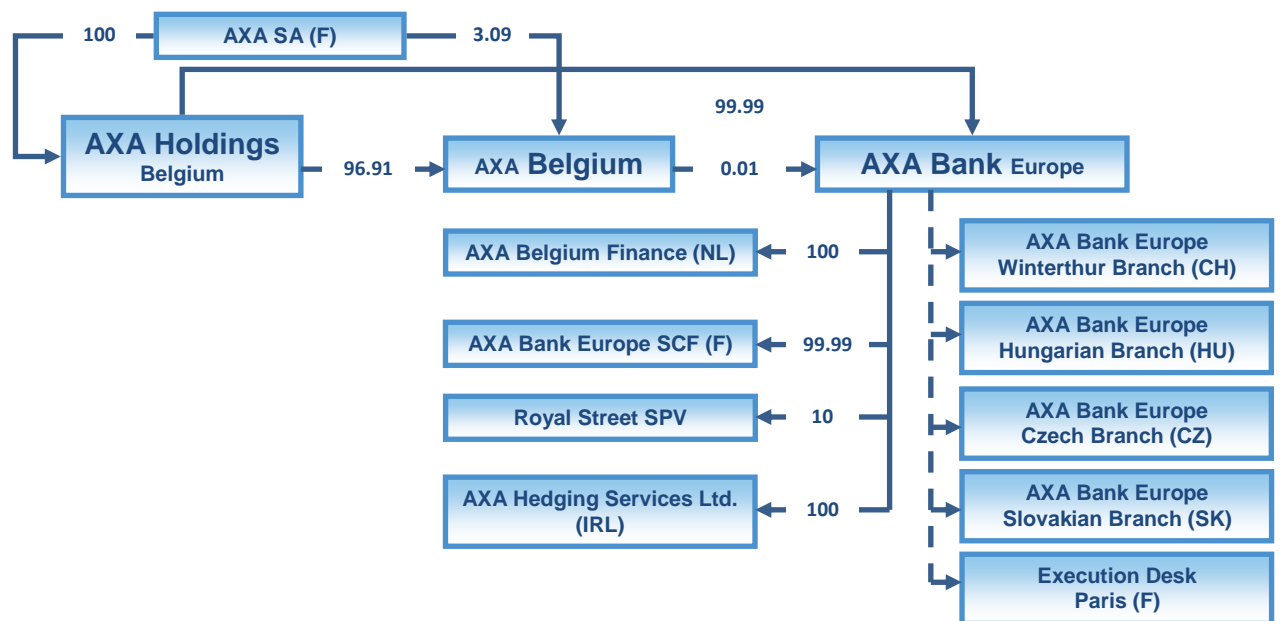 100
AXA SA (F)
3.09
99.99
AXA Holdings
Belgium
96.91
AXA Belgium
0.01
AXA Bank Europe
AXA Belgium Finance (NL)
100
AXA Bank Europe
Winterthur Branch (CH)
AXA Bank Europe SCF (F)
99.99
AXA Bank Europe
Hungarian Branch (HU)
Royal Street SPV
10
AXA Bank Europe
Czech Branch (CZ)
AXA Hedging Services Ltd.
(IRL)
100
AXA Bank Europe
Slovakian Branch (SK)
Execution Desk
Paris (F)